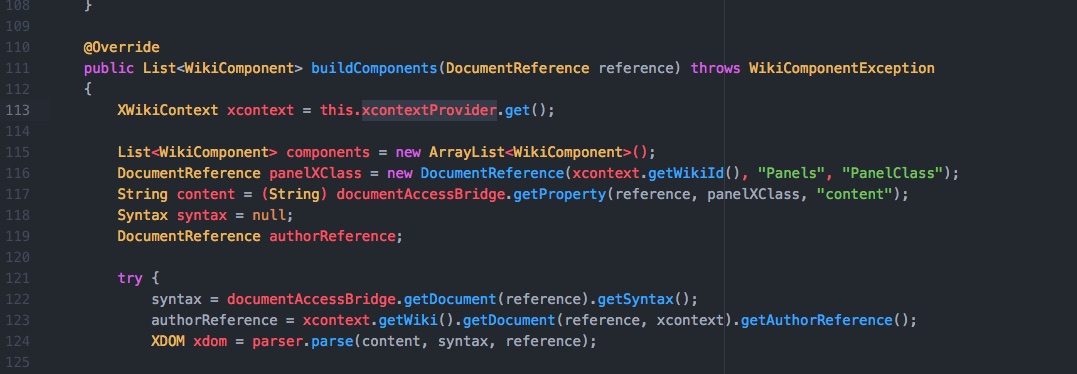 108 }
109
110 @Override
111 public List<WikiComponent> buildComponents(DocumentReference reference) throws WikiComponentException
112 {
113 XWikiContext xcontext = this.xcontextProvider.get();
114
115 List<WikiComponent> components = new ArrayList<WikiComponent>();
116 DocumentReference panelXClass = new DocumentReference(xcontext.getWikiId(), "Panels", "PanelClass");
117 String content = (String) documentAccessBridge.getProperty(reference, panelXClass, "content");
118 Syntax syntax = null;
119 DocumentReference authorReference;
120
121 try {
122 syntax = documentAccessBridge.getDocument(reference).getSyntax();
123 authorReference = xcontext.getWiki().getDocument(reference, xcontext).getAuthorReference();
124 XDOM xdom = parser.parse(content, syntax, reference);
125